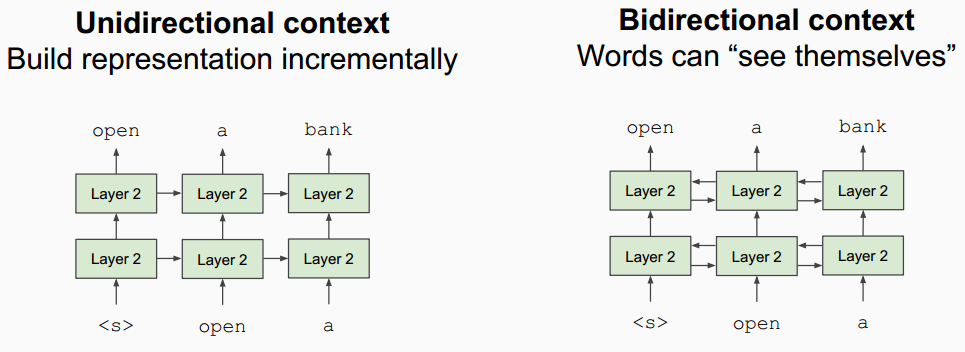 Unidirectional context
Build representation incrementally
open a bank
Layer 2 Layer 2 Layer 2
Layer 2 Layer 2 Layer 2
<s> open a
Bidirectional context
Words can “see themselves”
open a bank
Layer 2 Layer 2 Layer 2
Layer 2 Layer 2 Layer 2
<s> open a